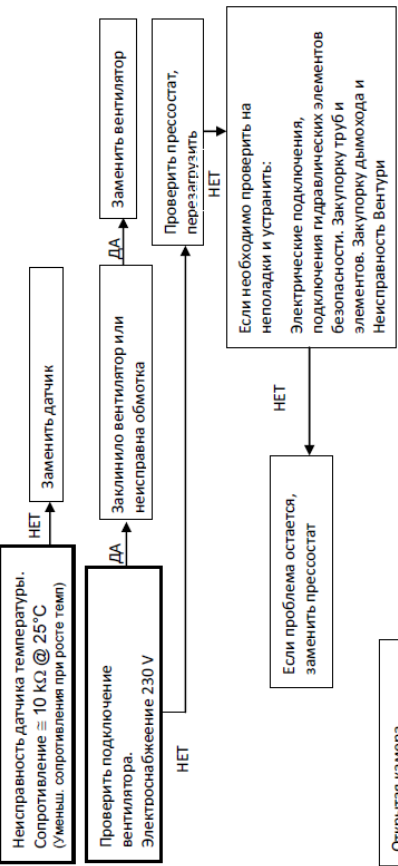 Неисправность датчика температуры.
Сопротивление ≅ 10 kΩ @ 25°C
(Уменьш. сопротивления при росте темп)
НЕТ
Заменить датчик
Проверить подключение
вентилятора.
Электроснабжеение 230 V
ДА
Заклинило вентилятор или
неисправна обмотка
ДА
Заменить вентилятор
НЕТ
Проверить прессостат,
перезагрузить
НЕТ
Если необходимо проверить на
неполадки и устранить:
Электрические подключения,
подключения гидравлических элементов
безопасности. Закупорку труб и
элементов. Закупорку дымохода и
Неисправность Вентури
НЕТ
Если проблема остается,
заменить прессостат
Открытая камера